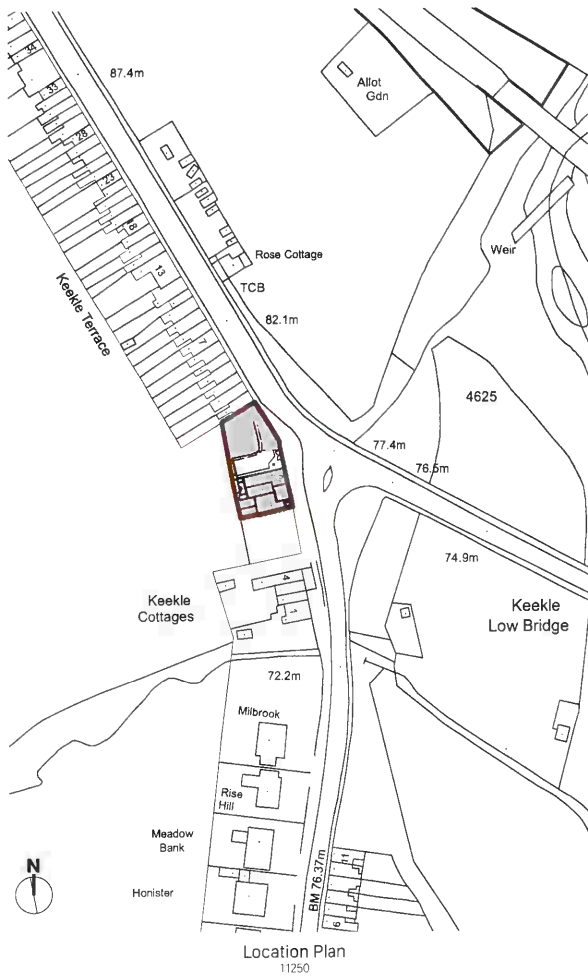 34
87.4m
33
Allot
Gdn
28
23
18
Rose Cottage
Weir
13
TCB
Keekle Terrace
82.1m
7
4625
77.4m
76.5m
74.9m
4
Keekle
Cottages
1
Keekle
Low Bridge
72.2m
Milbrook
Rise
Hill
Meadow
Bank
BM 76.37m
11
N
Honister
6
Location Plan
11250